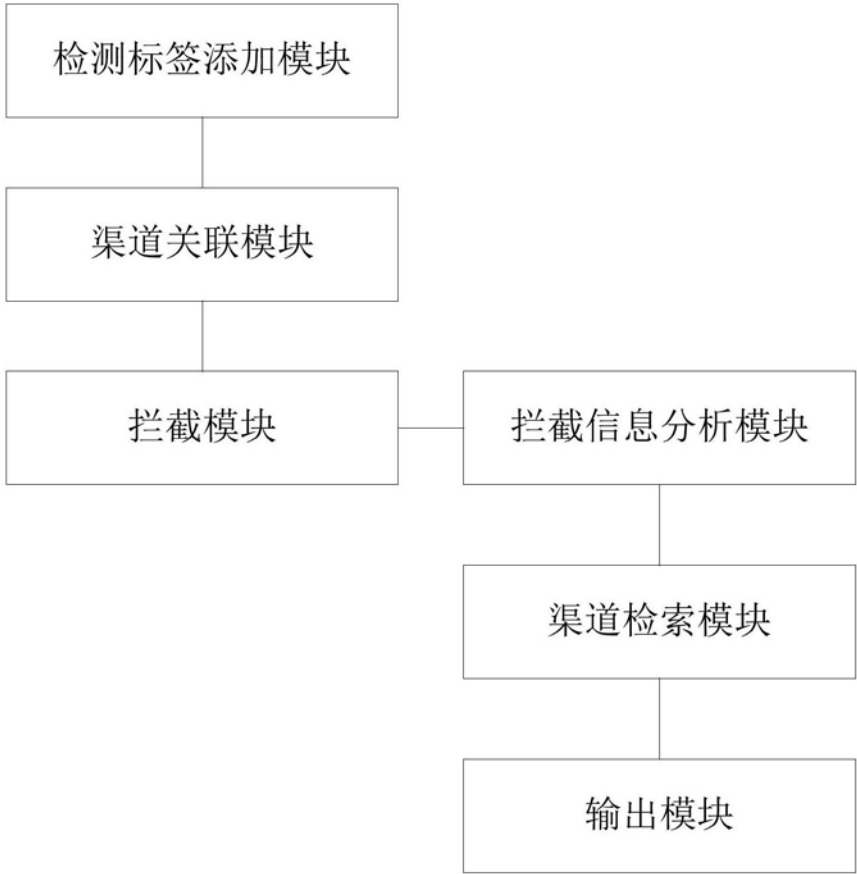 检测标签添加模块
渠道关联模块
拦截模块
拦截信息分析模块
渠道检索模块
输出模块